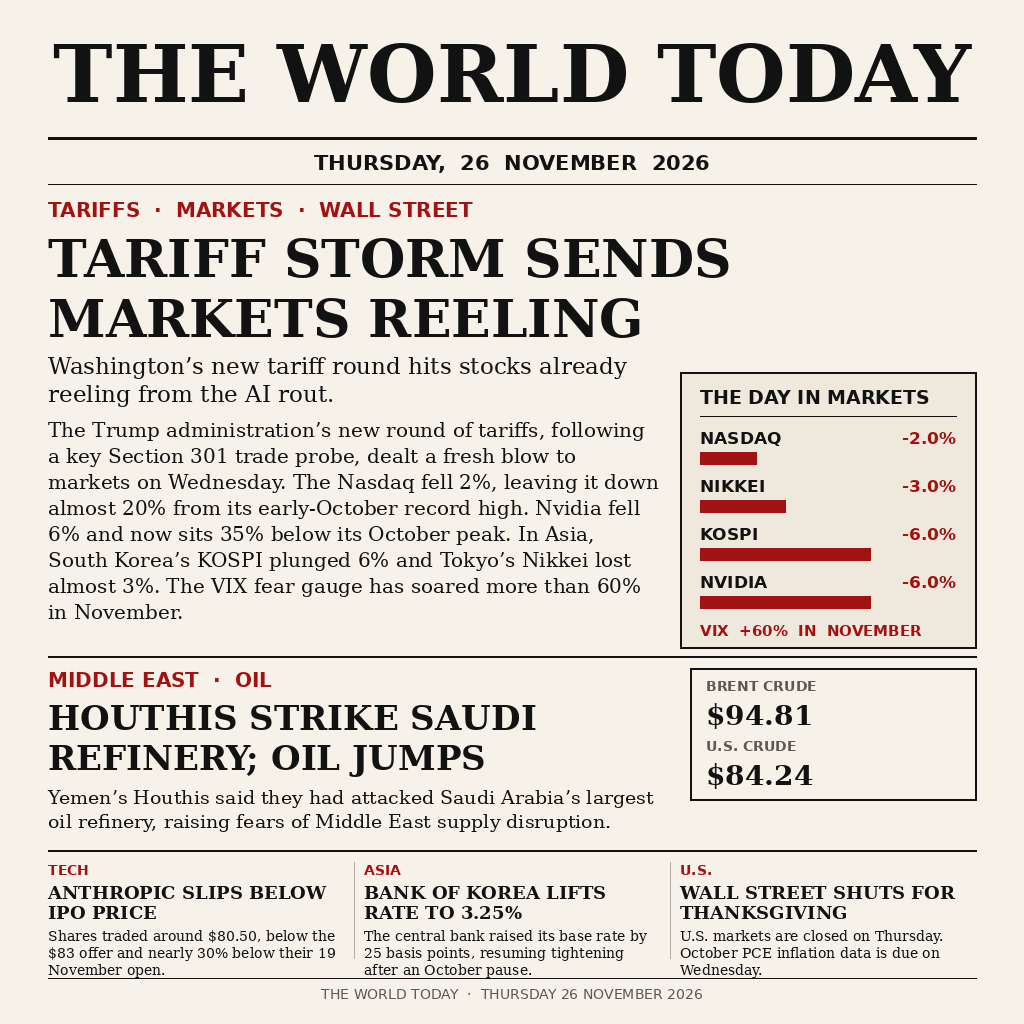 THE WORLD TODAY
THURSDAY, 26 NOVEMBER 2026
TARIFFS · MARKETS · WALL STREET
TARIFF STORM SENDS
MARKETS REELING
Washington’s new tariff round hits stocks already
reeling from the AI rout.
The Trump administration’s new round of tariffs, following
a key Section 301 trade probe, dealt a fresh blow to
markets on Wednesday. The Nasdaq fell 2%, leaving it down
almost 20% from its early-October record high. Nvidia fell
6% and now sits 35% below its October peak. In Asia,
South Korea’s KOSPI plunged 6% and Tokyo’s Nikkei lost
almost 3%. The VIX fear gauge has soared more than 60%
in November.
THE DAY IN MARKETS
NASDAQ -2.0%
NIKKEI -3.0%
KOSPI -6.0%
NVIDIA -6.0%
VIX +60% IN NOVEMBER
MIDDLE EAST · OIL
HOUTHIS STRIKE SAUDI
REFINERY; OIL JUMPS
Yemen’s Houthis said they had attacked Saudi Arabia’s largest
oil refinery, raising fears of Middle East supply disruption.
BRENT CRUDE
$94.81
U.S. CRUDE
$84.24
TECH
ANTHROPIC SLIPS BELOW
IPO PRICE
Shares traded around $80.50, below the
$83 offer and nearly 30% below their 19
November open.
ASIA
BANK OF KOREA LIFTS
RATE TO 3.25%
The central bank raised its base rate by
25 basis points, resuming tightening
after an October pause.
U.S.
WALL STREET SHUTS FOR
THANKSGIVING
U.S. markets are closed on Thursday.
October PCE inflation data is due on
Wednesday.
THE WORLD TODAY · THURSDAY 26 NOVEMBER 2026